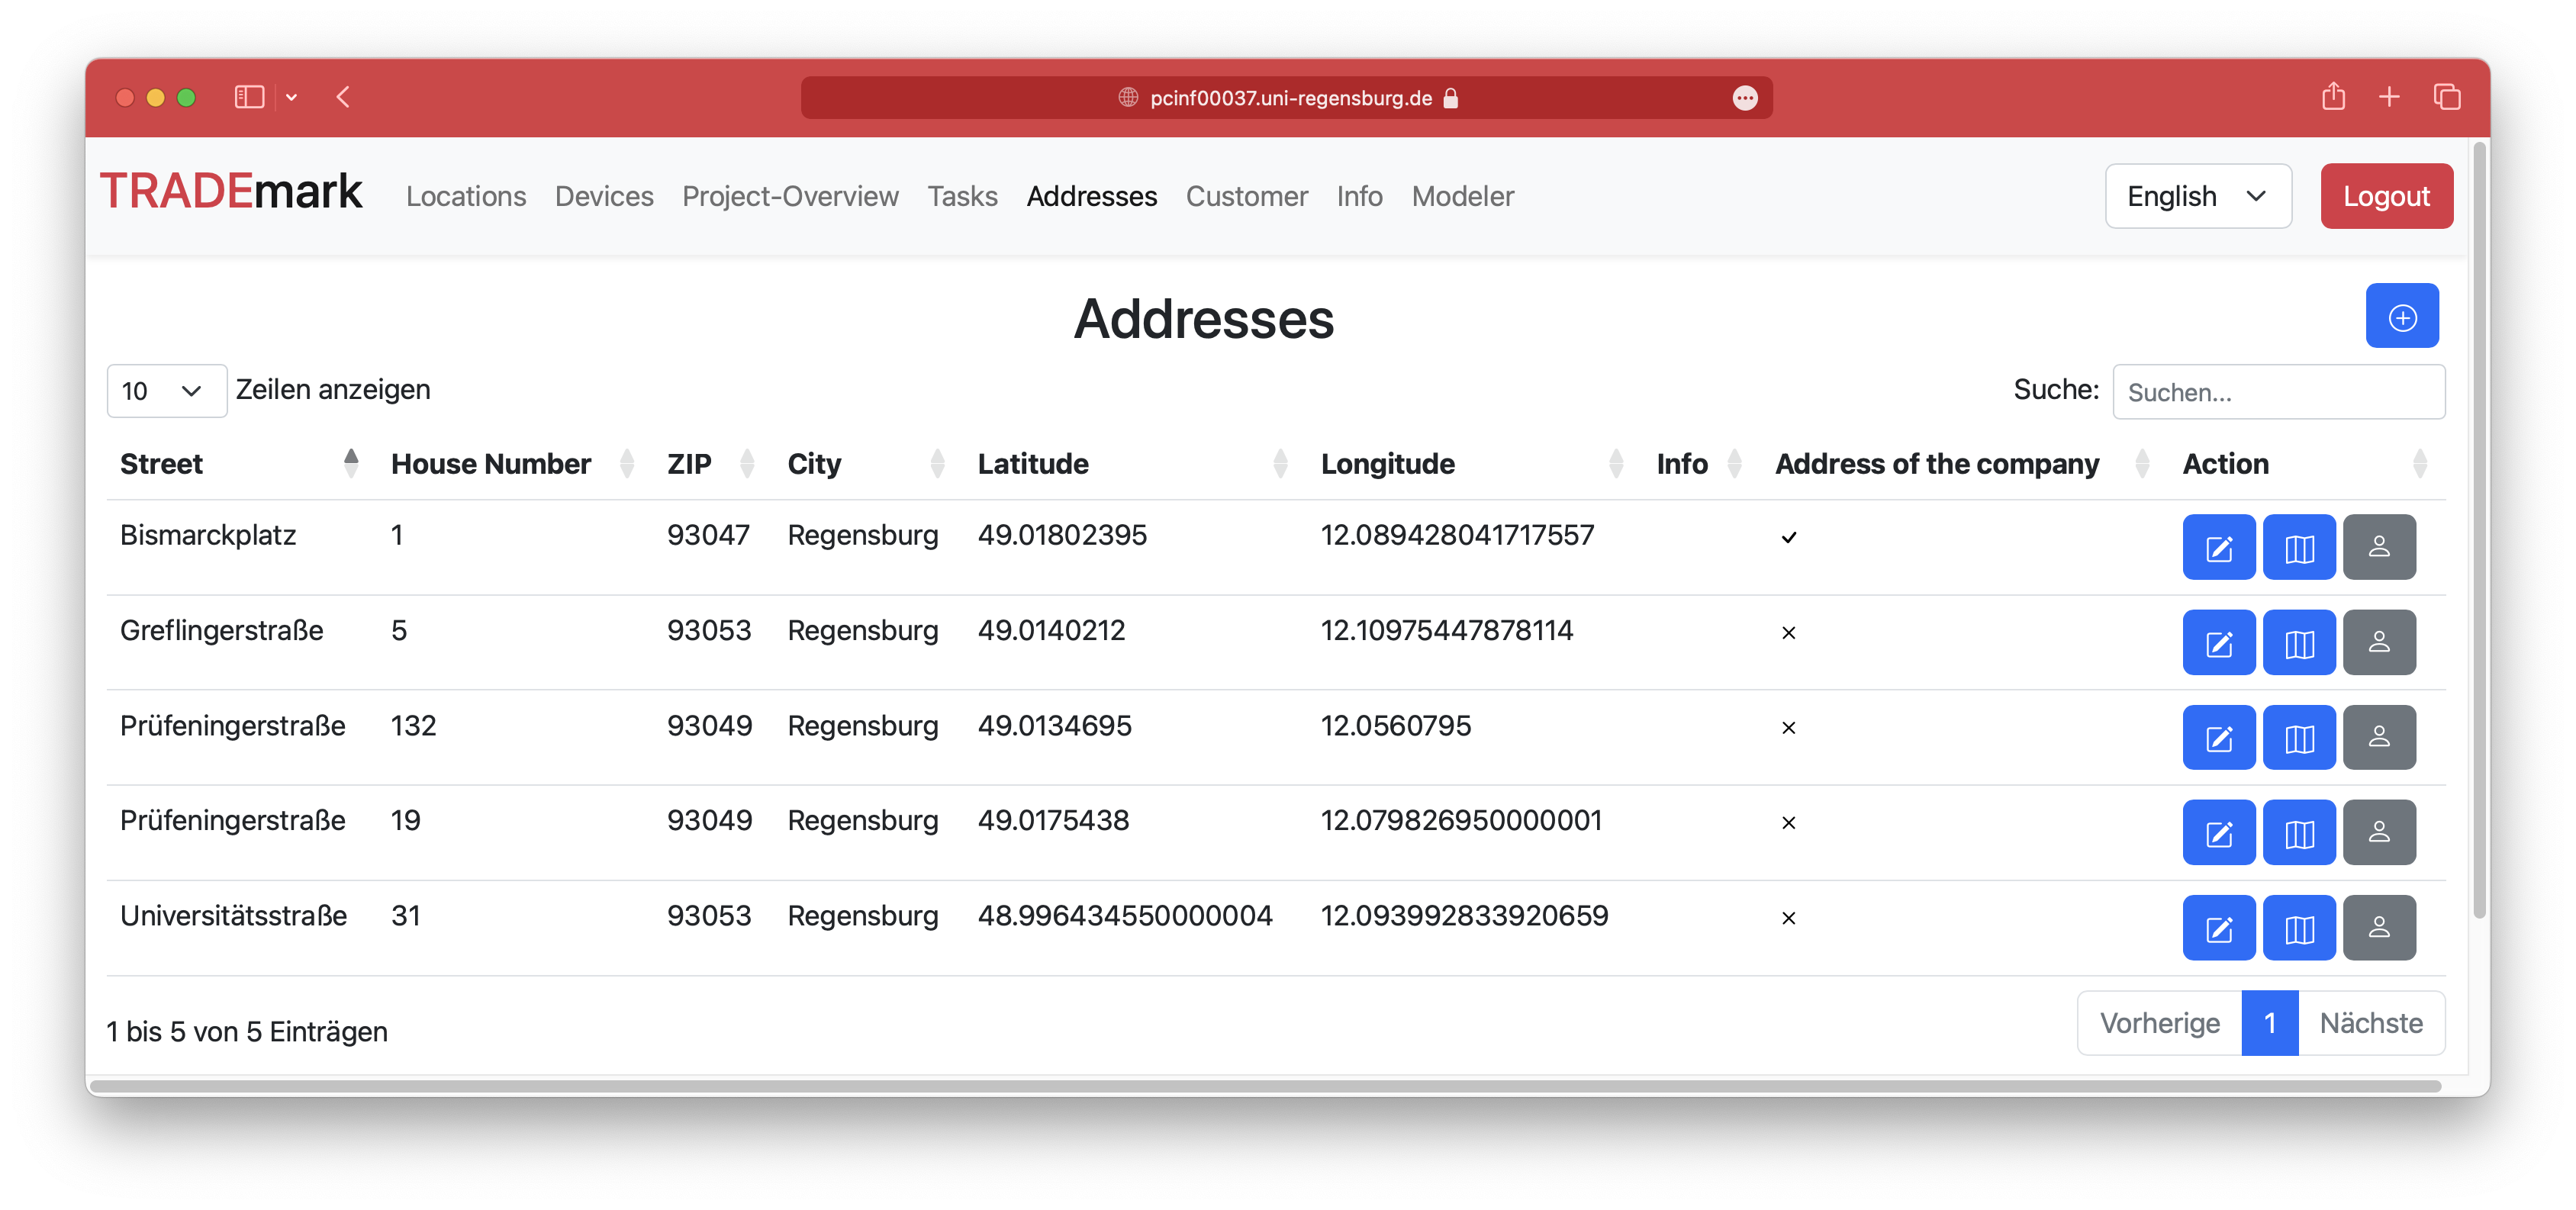 pcinf00037.uni-regensburg.de
TRADEmark Locations Devices Project-Overview Tasks Addresses Customer Info Modeler English Logout
Addresses
10 Zeilen anzeigen Suche: Suchen...
Street House Number ZIP City Latitude Longitude Info Address of the company Action
Bismarckplatz 1 93047 Regensburg 49.01802395 12.089428041717557
Greflingerstraße 5 93053 Regensburg 49.0140212 12.10975447878114
Prüfeningerstraße 132 93049 Regensburg 49.0134695 12.0560795
Prüfeningerstraße 19 93049 Regensburg 49.0175438 12.079826950000001
Universitätsstraße 31 93053 Regensburg 48.996434550000004 12.093992833920659
1 bis 5 von 5 Einträgen Vorherige 1 Nächste